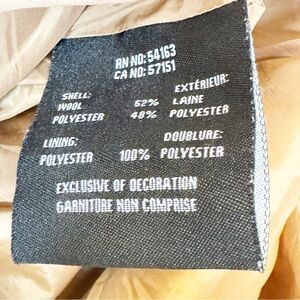 RN NO: 54163
CA NO: 57151
SHELL: EXTÉRIEUR:
WOOL 52% LAINE
POLYESTER 48% POLYESTER
LINING: DOUBLURE:
POLYESTER 100% POLYESTER
EXCLUSIVE OF DECORATION
GARNITURE NON COMPRISE